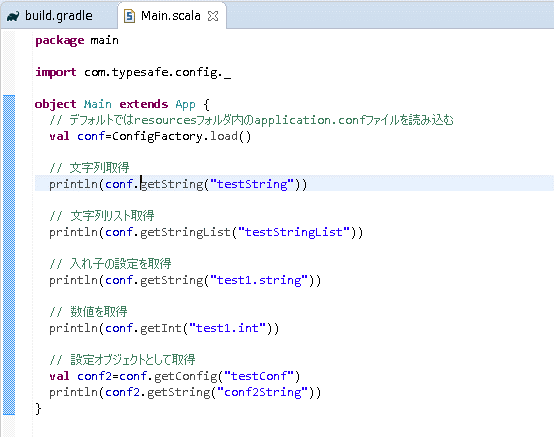 build.gradle
Main.scala
package main
import com.typesafe.config._
object Main extends App {
// デフォルトではresourcesフォルダ内のapplication.confファイルを読み込む
val conf=ConfigFactory.load()
// 文字列取得
println(conf.getString("testString"))
// 文字列リスト取得
println(conf.getStringList("testStringList"))
// 入れ子の設定を取得
println(conf.getString("test1.string"))
// 数値を取得
println(conf.getInt("test1.int"))
// 設定オブジェクトとして取得
val conf2=conf.getConfig("testConf")
println(conf2.getString("conf2String"))
}